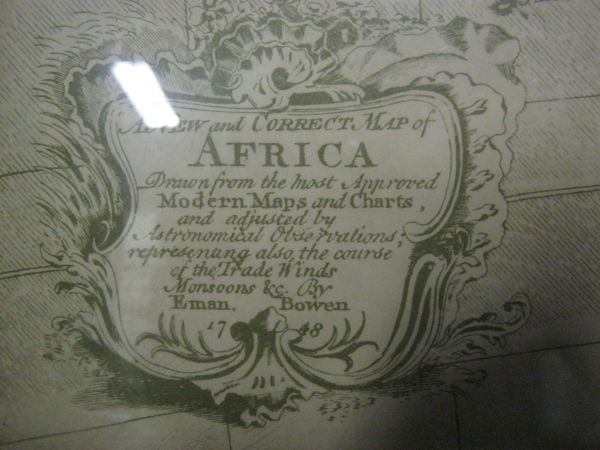 A New and Correct Map of
AFRICA
Drawn from the most Approved
Modern Maps and Charts,
and adjusted by
Astronomical Observations;
representing also, the course
of the Trade Winds
Monsoons &c. By
Eman. Bowen
1748